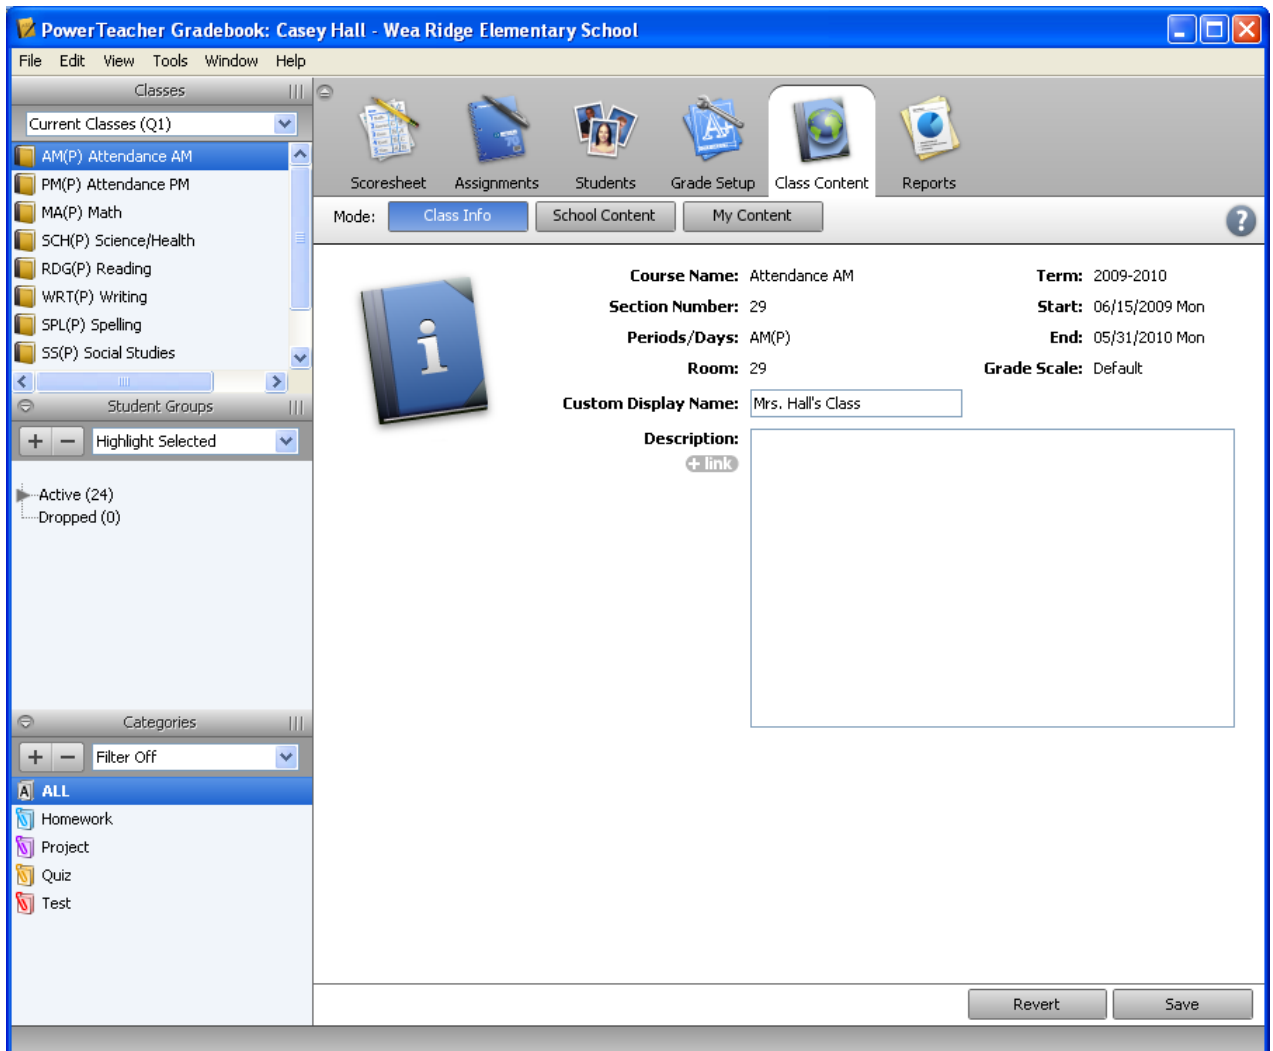 PowerTeacher Gradebook: Casey Hall - Wea Ridge Elementary School
File Edit View Tools Window Help
Classes
Current Classes (Q1)
AM(P) Attendance AM
PM(P) Attendance PM
MA(P) Math
SCH(P) Science/Health
RDG(P) Reading
WRT(P) Writing
SPL(P) Spelling
SS(P) Social Studies
Student Groups
Highlight Selected
Active (24)
Dropped (0)
Categories
Filter Off
ALL
Homework
Project
Quiz
Test
Scoresheet Assignments Students Grade Setup Class Content Reports
Mode: Class Info School Content My Content
Course Name: Attendance AM Term: 2009-2010
Section Number: 29 Start: 06/15/2009 Mon
Periods/Days: AM(P) End: 05/31/2010 Mon
Room: 29 Grade Scale: Default
Custom Display Name: Mrs. Hall's Class
Description:
+ link
Revert Save